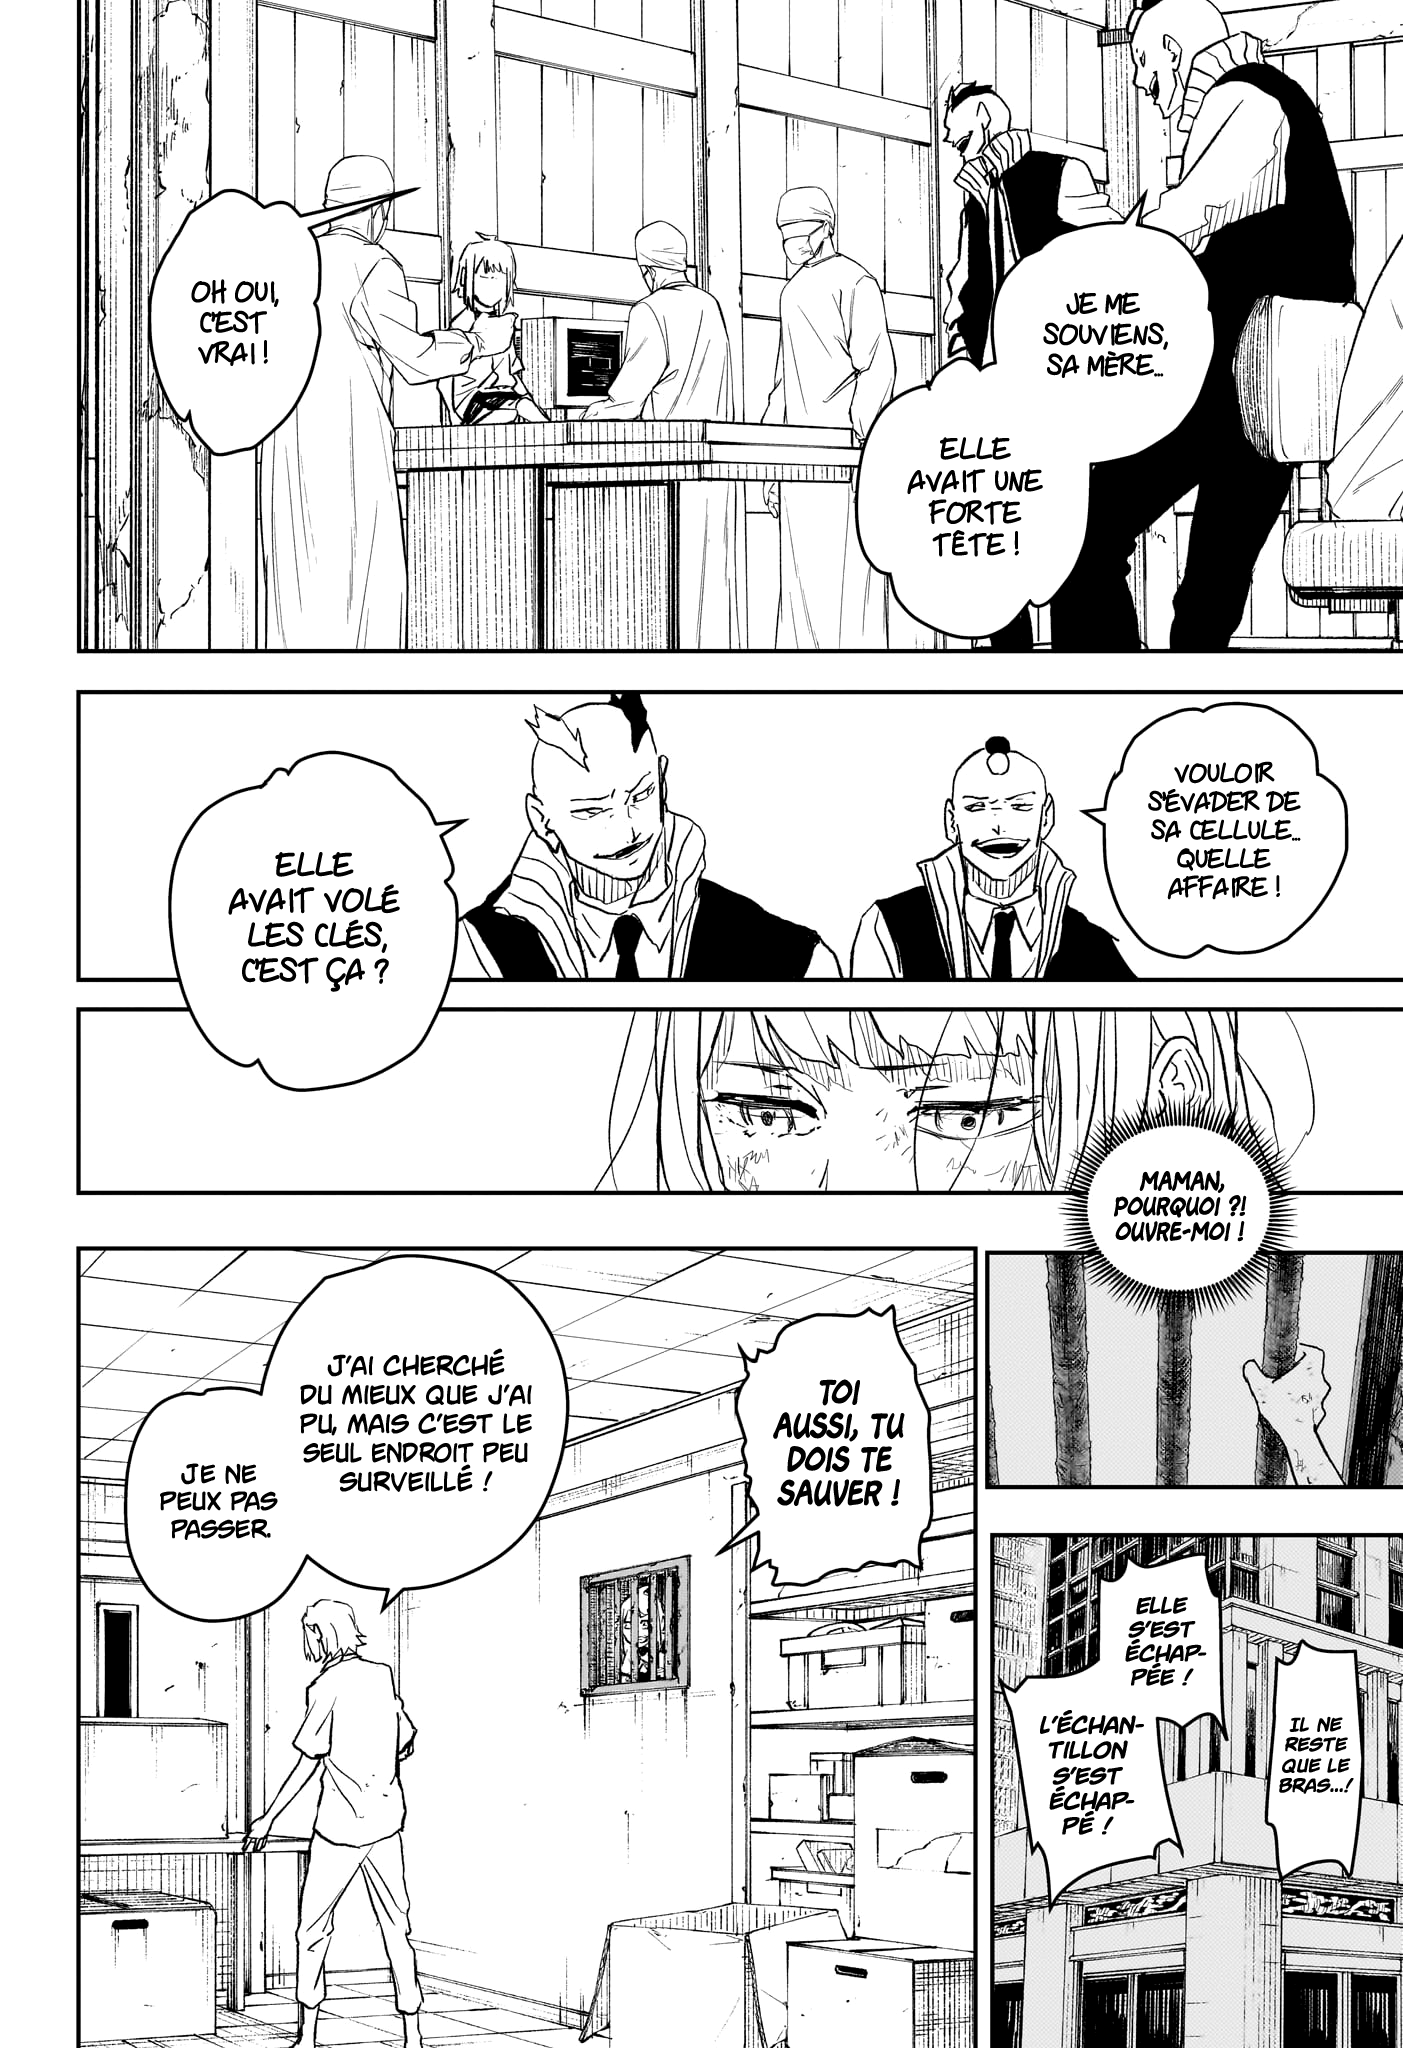 JE ME
SOUVIENS,
SA MÈRE...
ELLE
AVAIT UNE
FORTE
TÊTE !
OH OUI,
C'EST
VRAI !
VOULOIR
S'ÉVADER DE
SA CELLULE...
QUELLE
AFFAIRE !
ELLE
AVAIT VOLÉ
LES CLÉS,
C'EST ÇA ?
MAMAN,
POURQUOI ?!
OUVRE-MOI !
IL NE
RESTE
QUE LE
BRAS...!
ELLE
S'EST
ÉCHAP-
PÉE !
L'ÉCHAN-
TILLON
S'EST
ÉCHAP-
PÉ !
TOI
AUSSI, TU
DOIS TE
SAUVER !
J'AI CHERCHÉ
DU MIEUX QUE J'AI
PU, MAIS C'EST LE
SEUL ENDROIT PEU
SURVEILLÉ !
JE NE
PEUX PAS
PASSER.